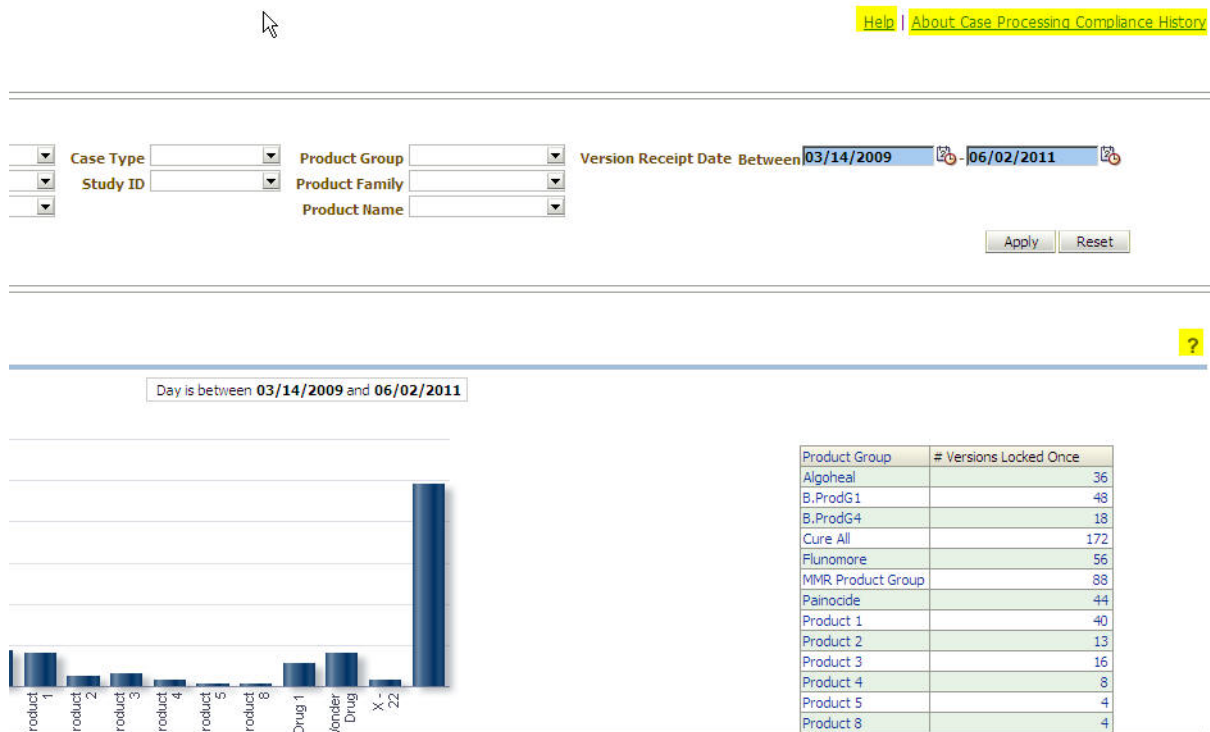 Help | About Case Processing Compliance History
Case Type Product Group Version Receipt Date Between 03/14/2009 - 06/02/2011
Study ID Product Family
Product Name
Apply Reset
?
Day is between 03/14/2009 and 06/02/2011
Product Group # Versions Locked Once
Algoheal 36
B.ProdG1 48
B.ProdG4 18
Cure All 172
Flunomore 56
MMR Product Group 88
Painocide 44
Product 1 40
Product 2 13
Product 3 16
Product 4 8
Product 5 4
Product 8 4
roduct 1
roduct 2
roduct 3
roduct 4
roduct 5
roduct 8
Drug 1
Wonder Drug
X - 22